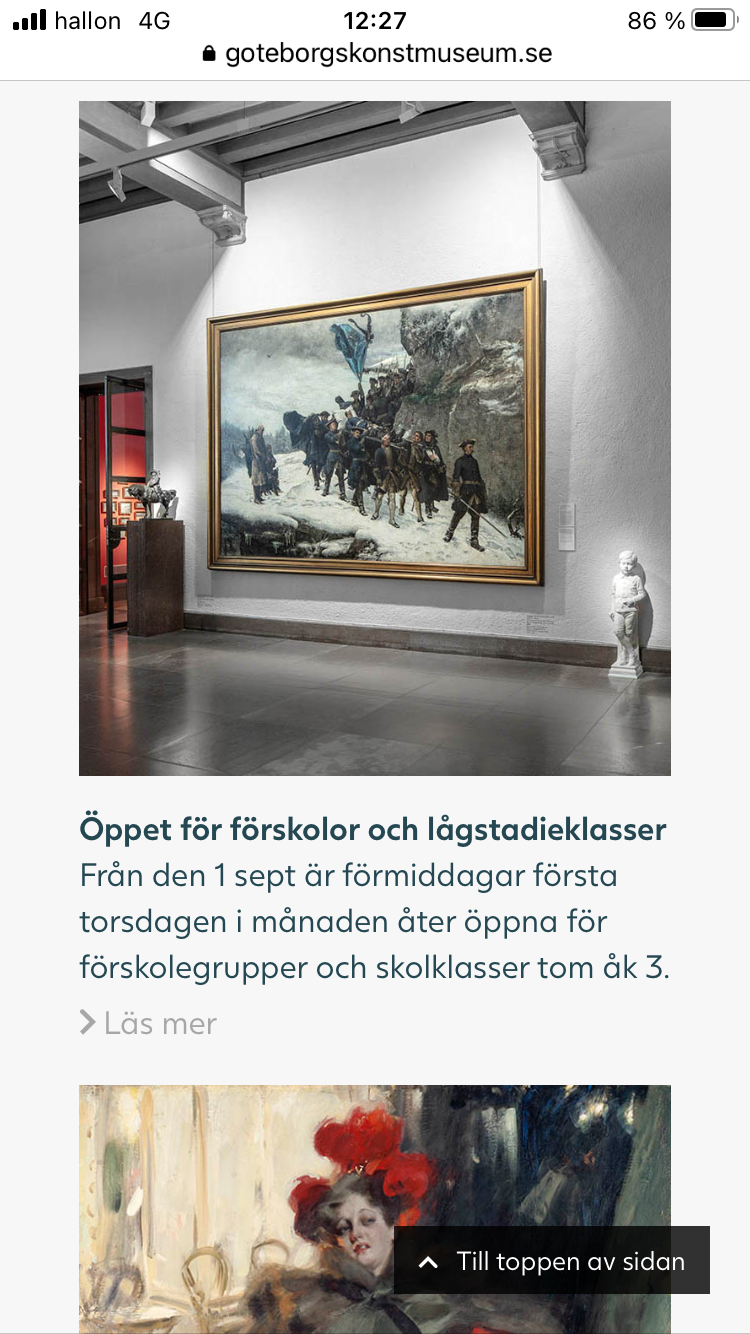 hallon 4G 12:27 86 %
goteborgskonstmuseum.se
Öppet för förskolor och lågstadieklasser
Från den 1 sept är förmiddagar första
torsdagen i månaden åter öppna för
förskolegrupper och skolklasser tom åk 3.
Läs mer
Till toppen av sidan